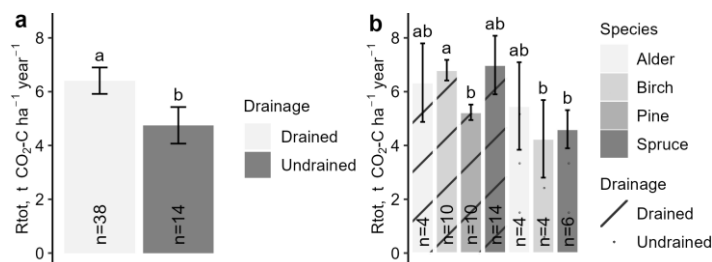 a
Rtot, t CO₂-C ha⁻¹ year⁻¹
8
6
4
2
0
a
b
n=38
n=14
Drainage
Drained
Undrained
b
Rtot, t CO₂-C ha⁻¹ year⁻¹
8
6
4
2
0
ab
a
b
ab
ab
b
b
n=4
n=10
n=10
n=14
n=4
n=4
n=6
Species
Alder
Birch
Pine
Spruce
Drainage
Drained
Undrained